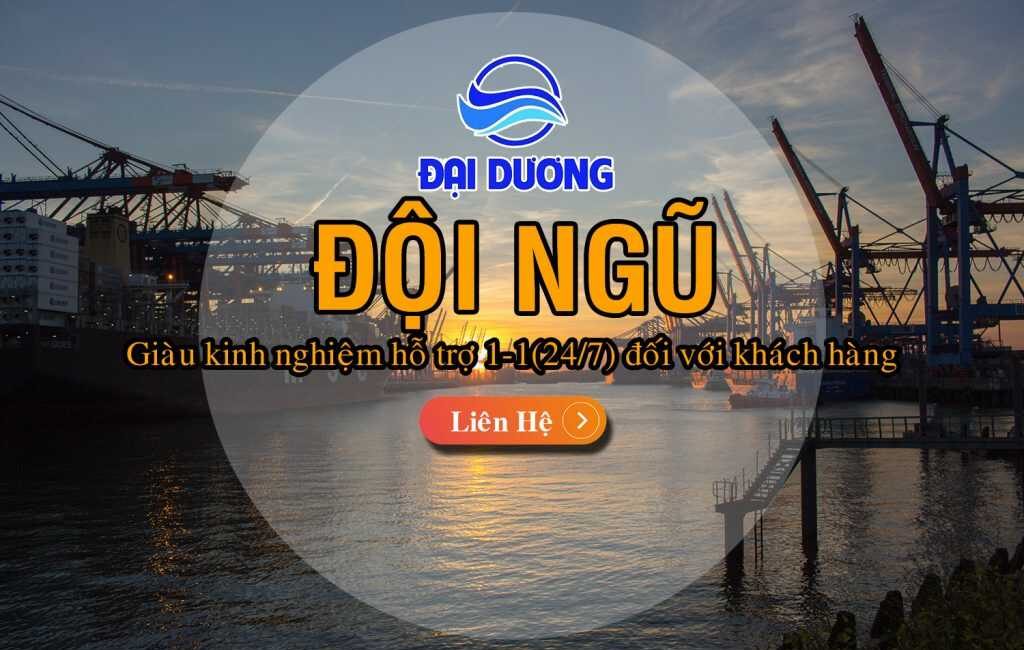 ĐẠI DƯƠNG
ĐỘI NGŨ
Giàu kinh nghiệm hỗ trợ 1-1(24/7) đối với khách hàng
Liên Hệ